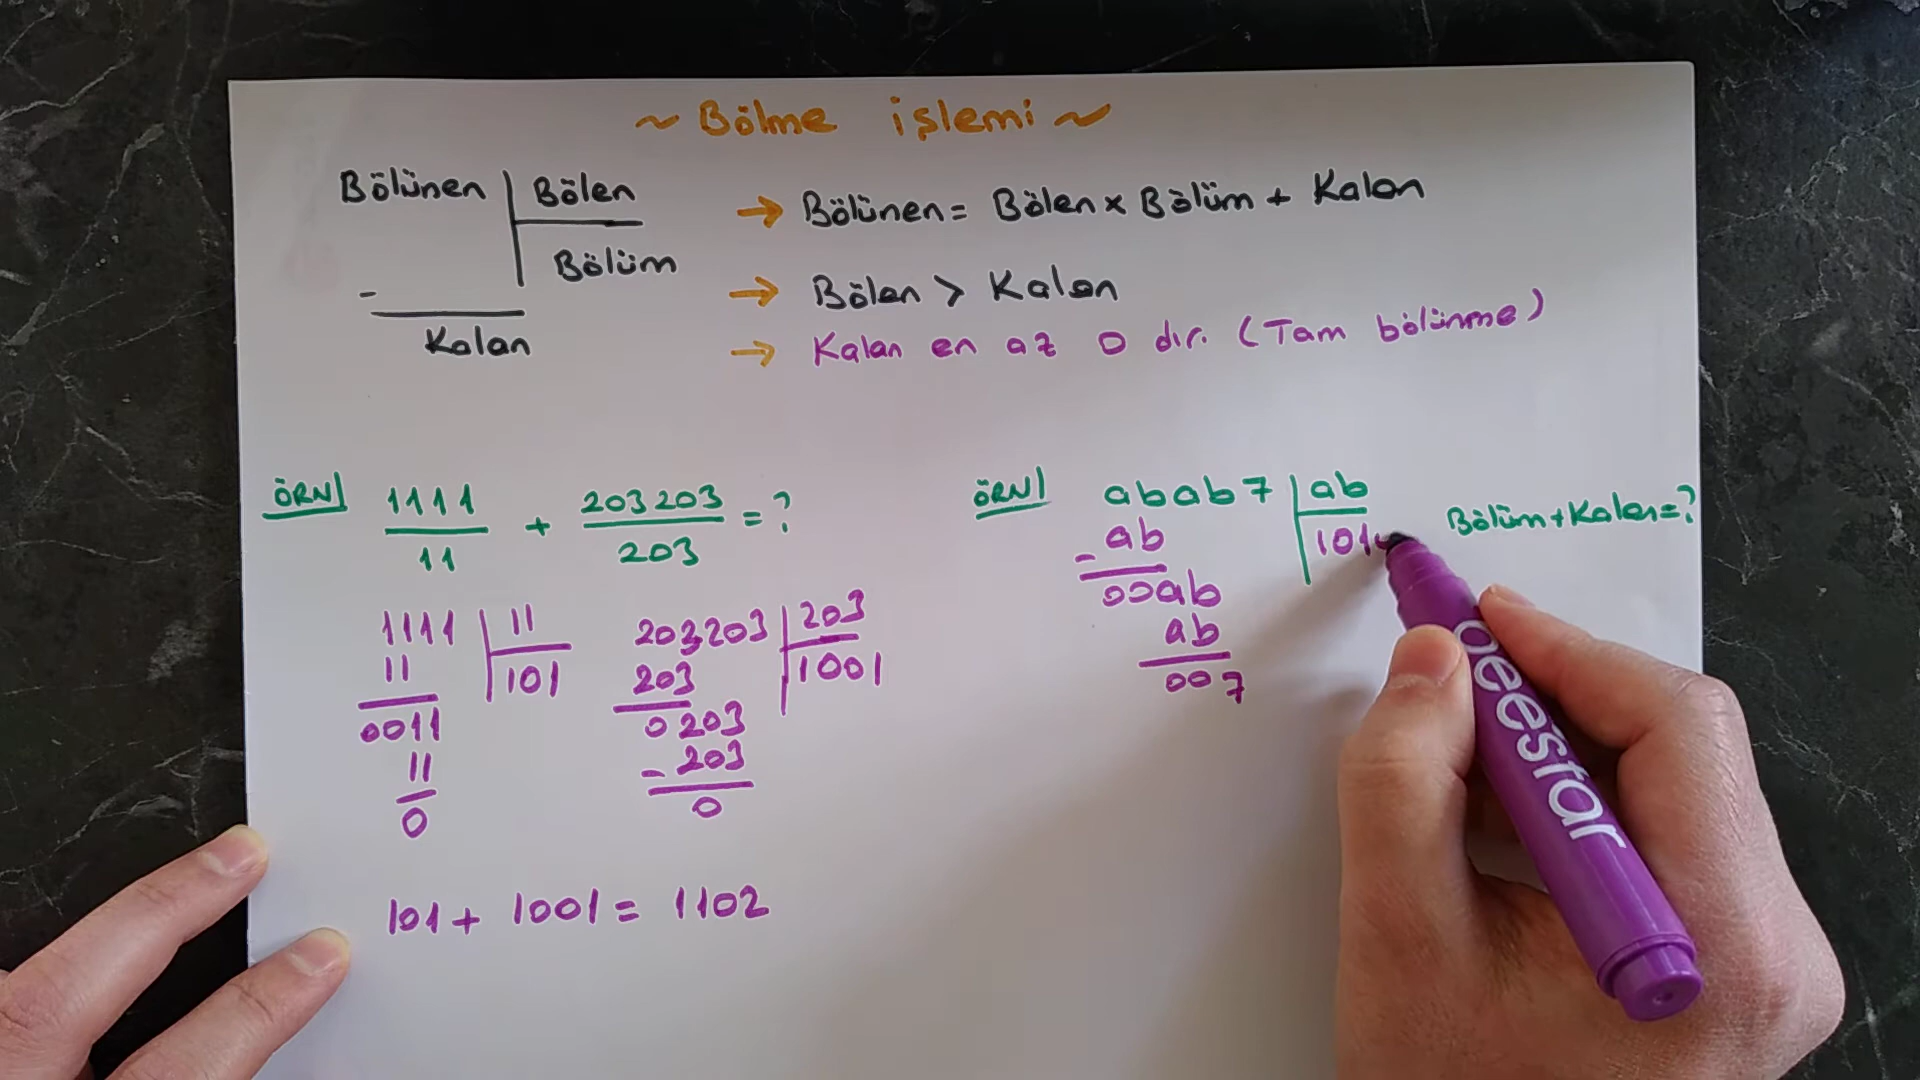 ~ Bölme işlemi ~
Bölünen Bölen
Bölüm
-
Kalan
→ Bölünen = Bölen x Bölüm + Kalan
→ Bölen > Kalan
→ Kalan en az 0 dır. (Tam bölünme)
ÖRN 1111 / 11 + 203203 / 203 = ?
1111 11
11 101
0011
11
0
203203 203
203 1001
0203
- 203
0
101 + 1001 = 1102
ÖRN ababab7 ab Bölüm + Kalan = ?
- ab 101
00ab
ab
007